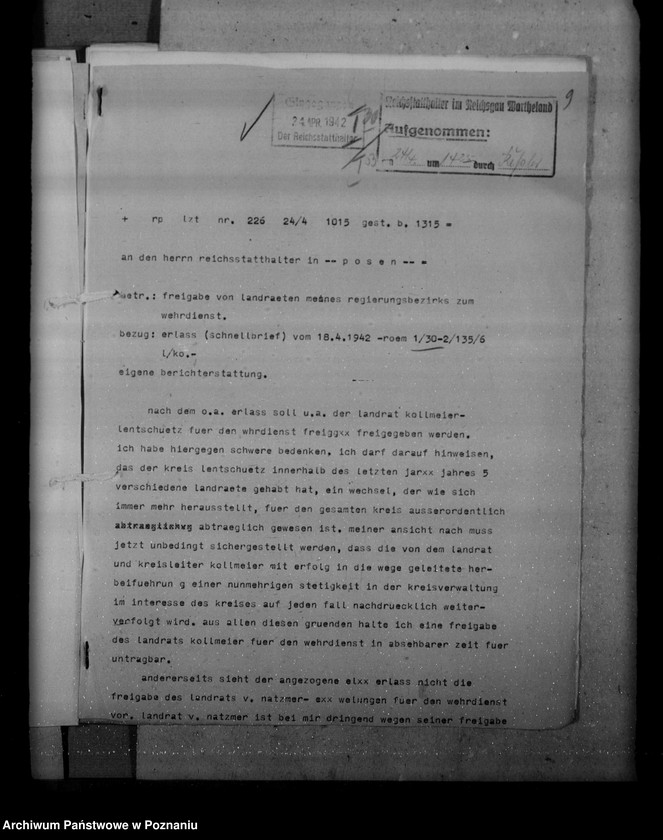 9
Eingegangen
24 APR. 1942
Der Reichsstatthalter
Reichsstatthalter im Reichsgau Wartheland
Aufgenommen:
24/4. um 1425 durch
+ rp lzt nr. 226 24/4 1015 gest. b. 1315 =
an den herrn reichsstatthalter in -- p o s e n -- =
betr.: freigabe von landraeten meines regierungsbezirks zum
wehrdienst.
bezug: erlass (schnellbrief) vom 18.4.1942 -roem 1/30-2/135/6
l/ko.-
eigene berichterstattung.
nach dem o.a. erlass soll u.a. der landrat kollmeier-
lentschuetz fuer den whrdienst freiggxx freigegeben werden.
ich habe hiergegen schwere bedenken. ich darf darauf hinweisen,
das der kreis lentschuetz innerhalb des letzten jarxx jahres 5
verschiedene landraete gehabt hat, ein wechsel, der wie sich
immer mehr herausstellt, fuer den gesamten kreis ausserordentlich
abtraeglich gewesen ist. meiner ansicht nach muss
jetzt unbedingt sichergestellt werden, dass die von dem landrat
und kreisleiter kollmeier mit erfolg in die wege geleitete her-
beifuehrun g einer nunmehrigen stetigkeit in der kreisverwaltung
im interesse des kreises auf jeden fall nachdruecklich weiter-
verfolgt wird. aus allen diesen gruenden halte ich eine freigabe
des landrats kollmeier fuer den wehrdienst in absehbarer zeit fuer
untragbar.
andererseits sieht der angezogene elxx erlass nicht die
freigabe des landrats v. natzmer- exx welungen fuer den wehrdienst
vor. landrat v. natzmer ist bei mir dringend wegen seiner freigabe
Archiwum Państwowe w Poznaniu